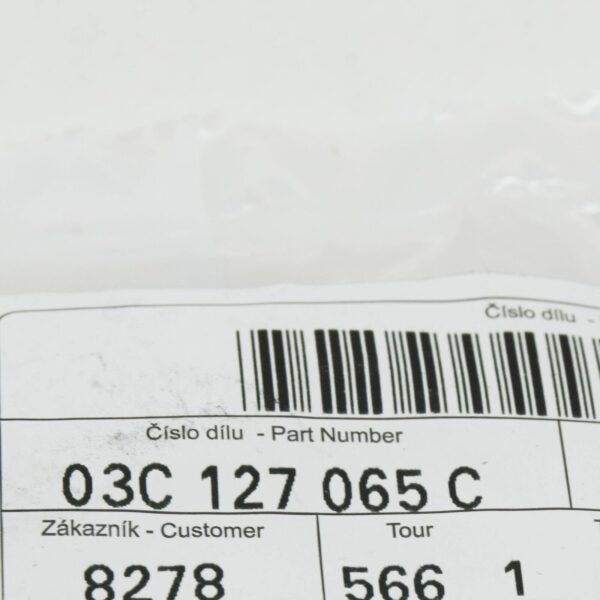 Číslo dílu -
Číslo dílu - Part Number
03C 127 065 C
Zákazník - Customer
Tour
8278
566 1